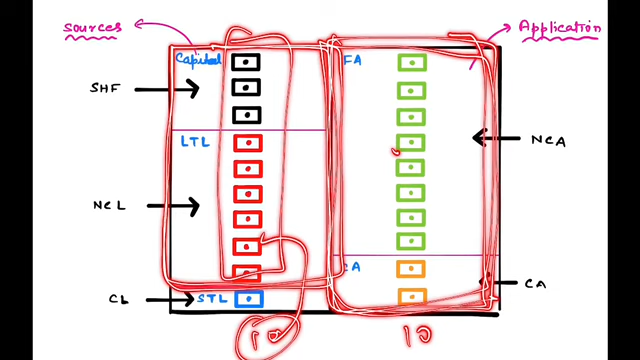 sources
Application
Capital
FA
SHF
LTL
NCA
NCL
CA
CA
CL
STL
10
10